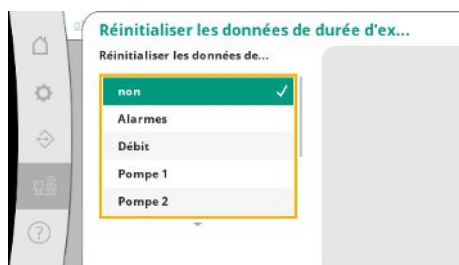 Réinitialiser les données de durée d'ex...
Réinitialiser les données de...
non
Alarmes
Débit
Pompe 1
Pompe 2